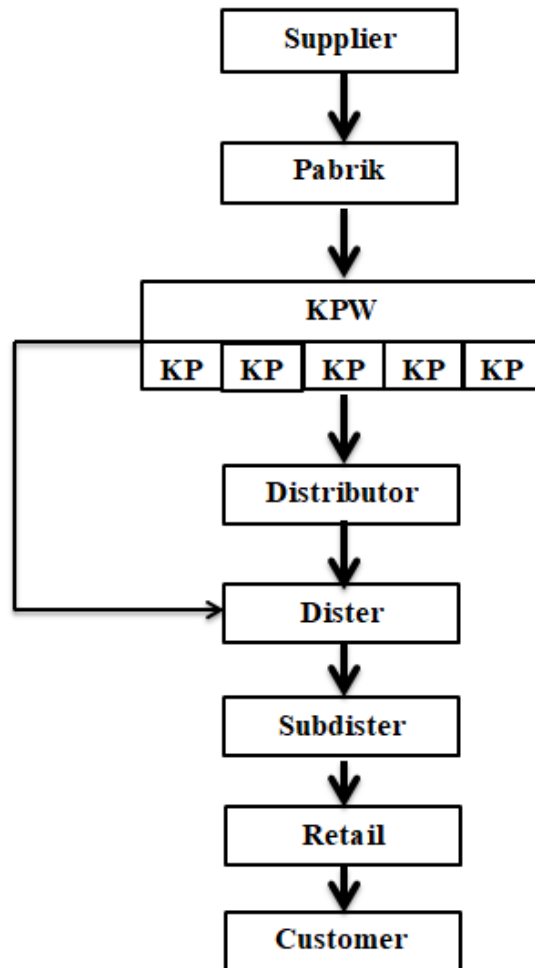 Supplier
Pabrik
KPW
KP KP KP KP KP
Distributor
Dister
Subdister
Retail
Customer